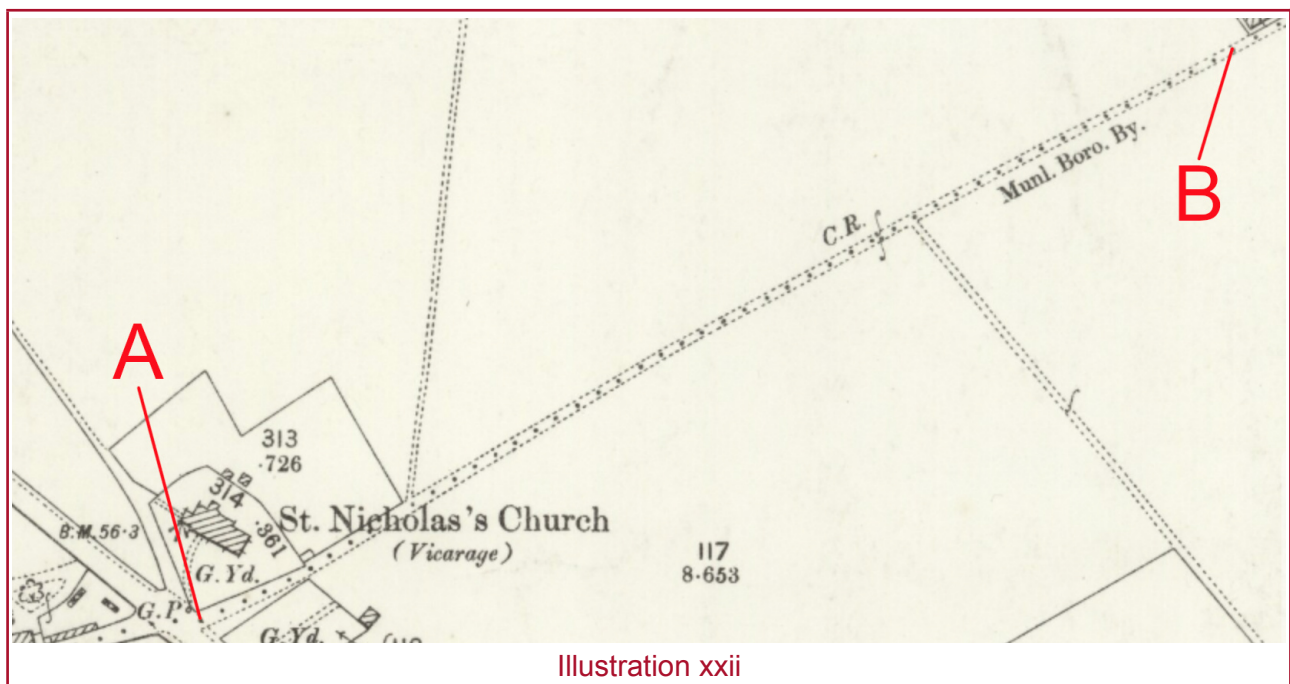 B
Munl. Boro. By.
C.R.
A
313
·726
314
·361
St. Nicholas's Church
(Vicarage)
B.M.56·3
G.Yd.
117
8·653
G.P.
G.Yd.
Illustration xxii